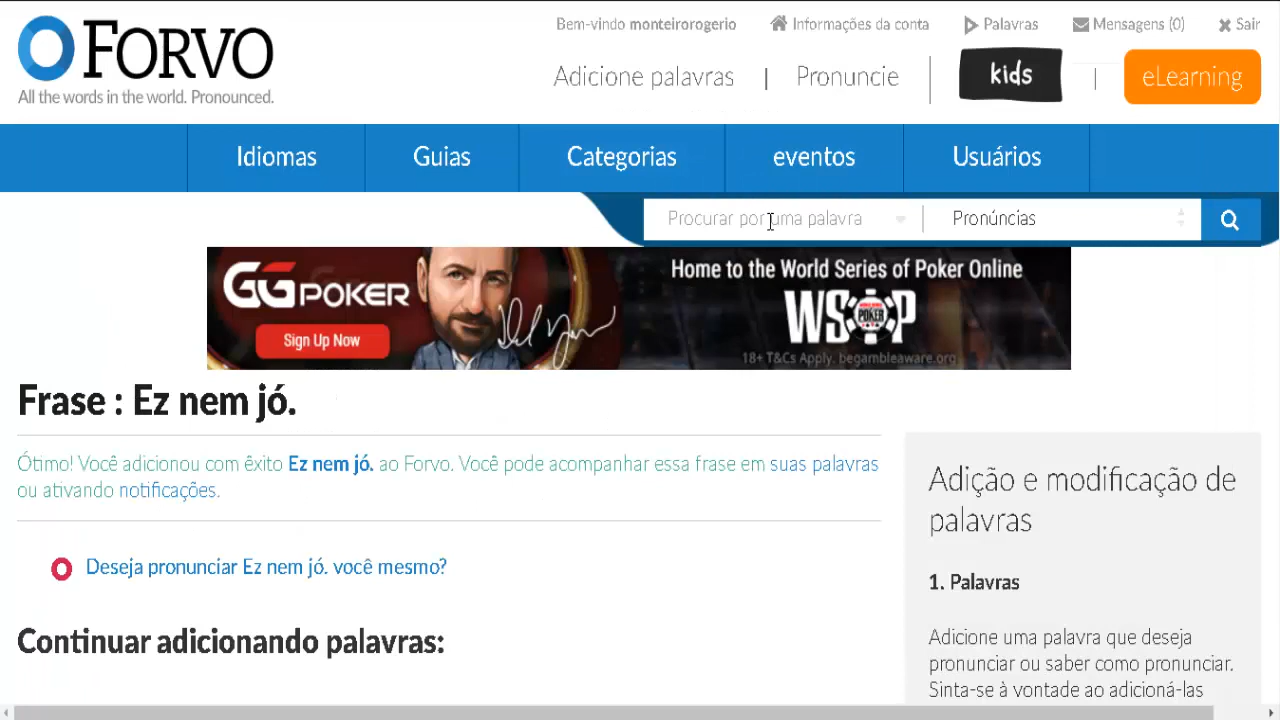 Bem-vindo monteirorogerio Informações da conta Palavras Mensagens (0) Sair
FORVO
All the words in the world. Pronounced.
Adicione palavras | Pronuncie kids | eLearning
Idiomas Guias Categorias eventos Usuários
Procurar por uma palavra Pronúncias
GGPOKER
Sign Up Now
Home to the World Series of Poker Online
WSOP
18+ T&Cs Apply. begambleaware.org
Frase : Ez nem jó.
Ótimo! Você adicionou com êxito Ez nem jó. ao Forvo. Você pode acompanhar essa frase em suas palavras
ou ativando notificações.
Deseja pronunciar Ez nem jó. você mesmo?
Continuar adicionando palavras:
Adição e modificação de
palavras
1. Palavras
Adicione uma palavra que deseja
pronunciar ou saber como pronunciar.
Sinta-se à vontade ao adicioná-las